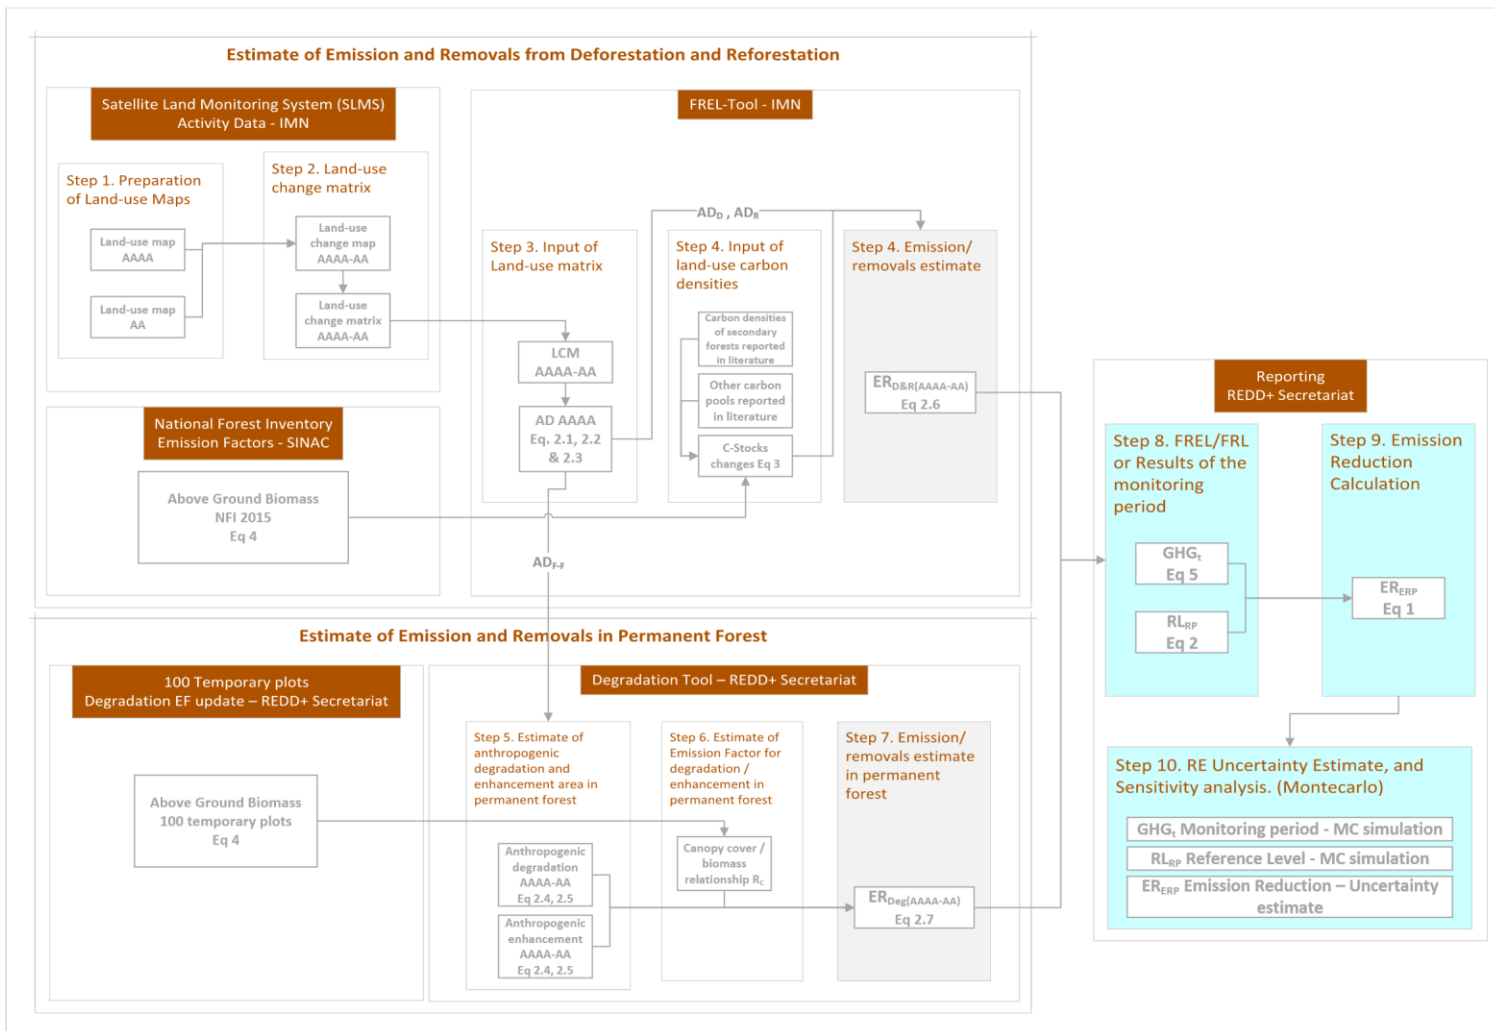 Estimate of Emission and Removals from Deforestation and Reforestation
Satellite Land Monitoring System (SLMS)
Activity Data - IMN
Step 1. Preparation
of Land-use Maps
Land-use map
AAAA
Land-use map
AA
Step 2. Land-use
change matrix
Land-use
change map
AAAA-AA
Land-use
change matrix
AAAA-AA
National Forest Inventory
Emission Factors - SINAC
Above Ground Biomass
NFI 2015
Eq 4
FREL-Tool - IMN
Step 3. Input of
Land-use matrix
LCM
AAAA-AA
AD AAAA
Eq. 2.1, 2.2
& 2.3
AD_D , AD_R
Step 4. Input of
land-use carbon
densities
Carbon densities
of secondary
forests reported
in literature
Other carbon
pools reported
in literature
C-Stocks
changes Eq 3
Step 4. Emission/
removals estimate
ER_D&R(AAAA-AA)
Eq 2.6
AD_F-F
Estimate of Emission and Removals in Permanent Forest
100 Temporary plots
Degradation EF update – REDD+ Secretariat
Above Ground Biomass
100 temporary plots
Eq 4
Degradation Tool – REDD+ Secretariat
Step 5. Estimate of
anthropogenic
degradation and
enhancement area in
permanent forest
Anthropogenic
degradation
AAAA-AA
Eq 2.4, 2.5
Anthropogenic
enhancement
AAAA-AA
Eq 2.4, 2.5
Step 6. Estimate of
Emission Factor for
degradation /
enhancement in
permanent forest
Canopy cover /
biomass
relationship R_C
Step 7. Emission/
removals estimate
in permanent
forest
ER_Deg(AAAA-AA)
Eq 2.7
Reporting
REDD+ Secretariat
Step 8. FREL/FRL
or Results of the
monitoring
period
GHG_t
Eq 5
RL_RP
Eq 2
Step 9. Emission
Reduction
Calculation
ER_ERP
Eq 1
Step 10. RE Uncertainty Estimate, and
Sensitivity analysis. (Montecarlo)
GHG_t Monitoring period - MC simulation
RL_RP Reference Level - MC simulation
ER_ERP Emission Reduction – Uncertainty
estimate